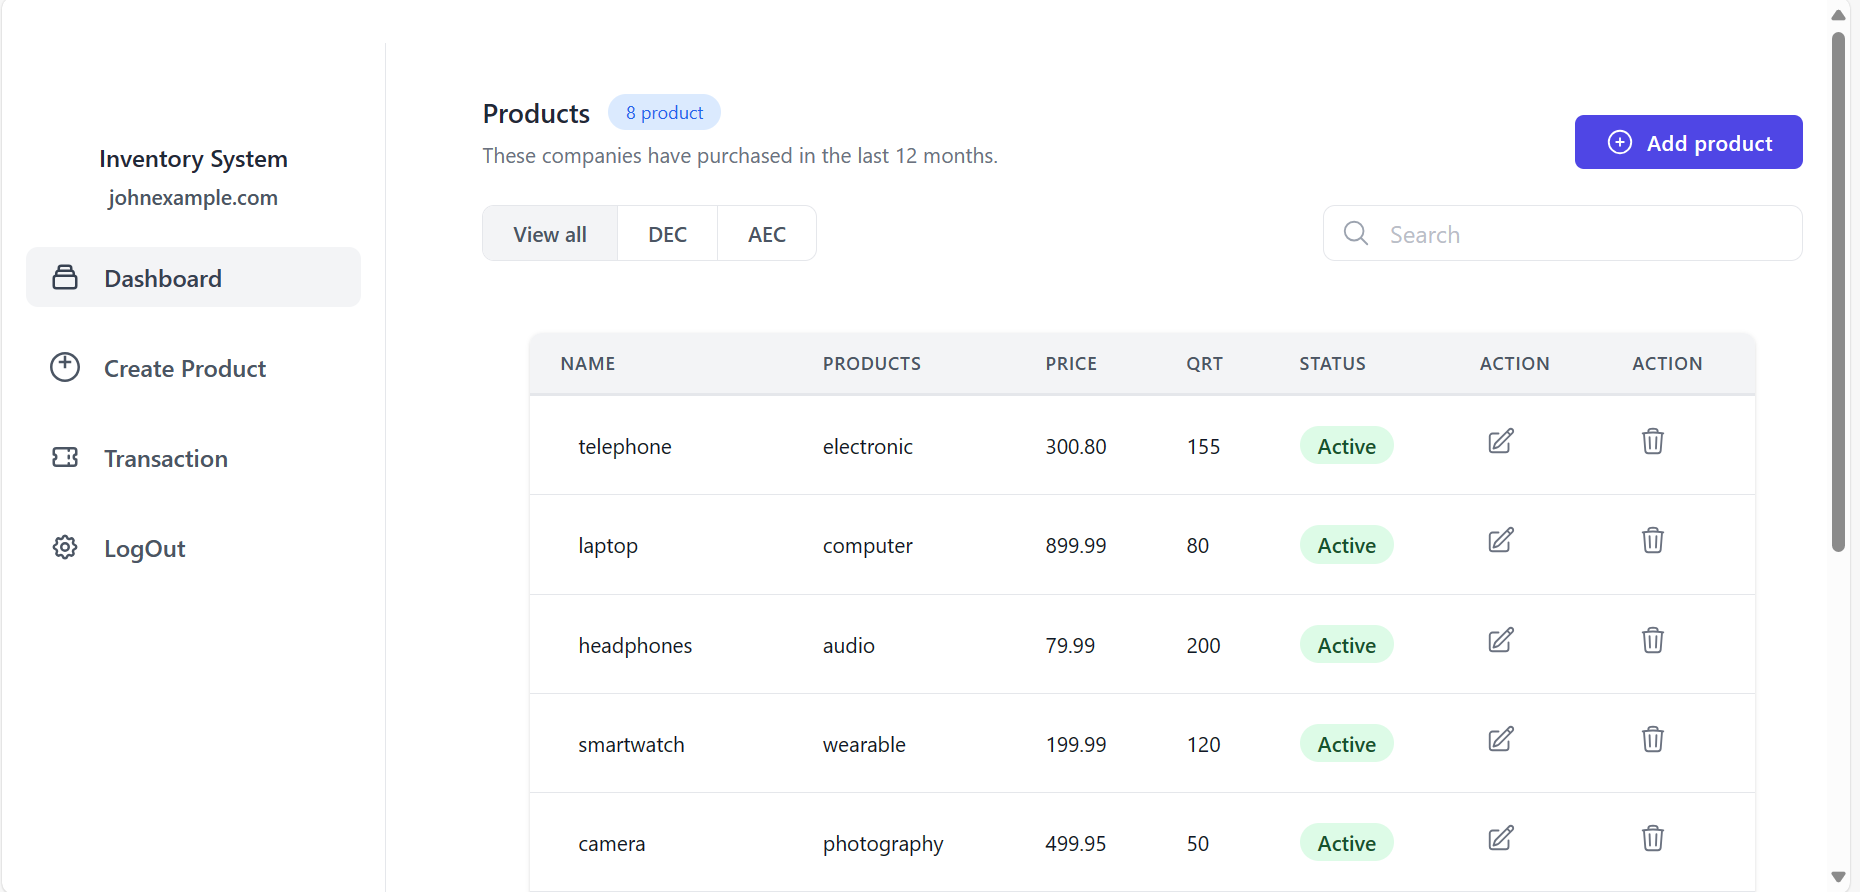 Inventory System
johnexample.com
Dashboard
Create Product
Transaction
LogOut
Products 8 product
These companies have purchased in the last 12 months.
Add product
View all DEC AEC
Search
NAME PRODUCTS PRICE QRT STATUS ACTION ACTION
telephone electronic 300.80 155 Active
laptop computer 899.99 80 Active
headphones audio 79.99 200 Active
smartwatch wearable 199.99 120 Active
camera photography 499.95 50 Active